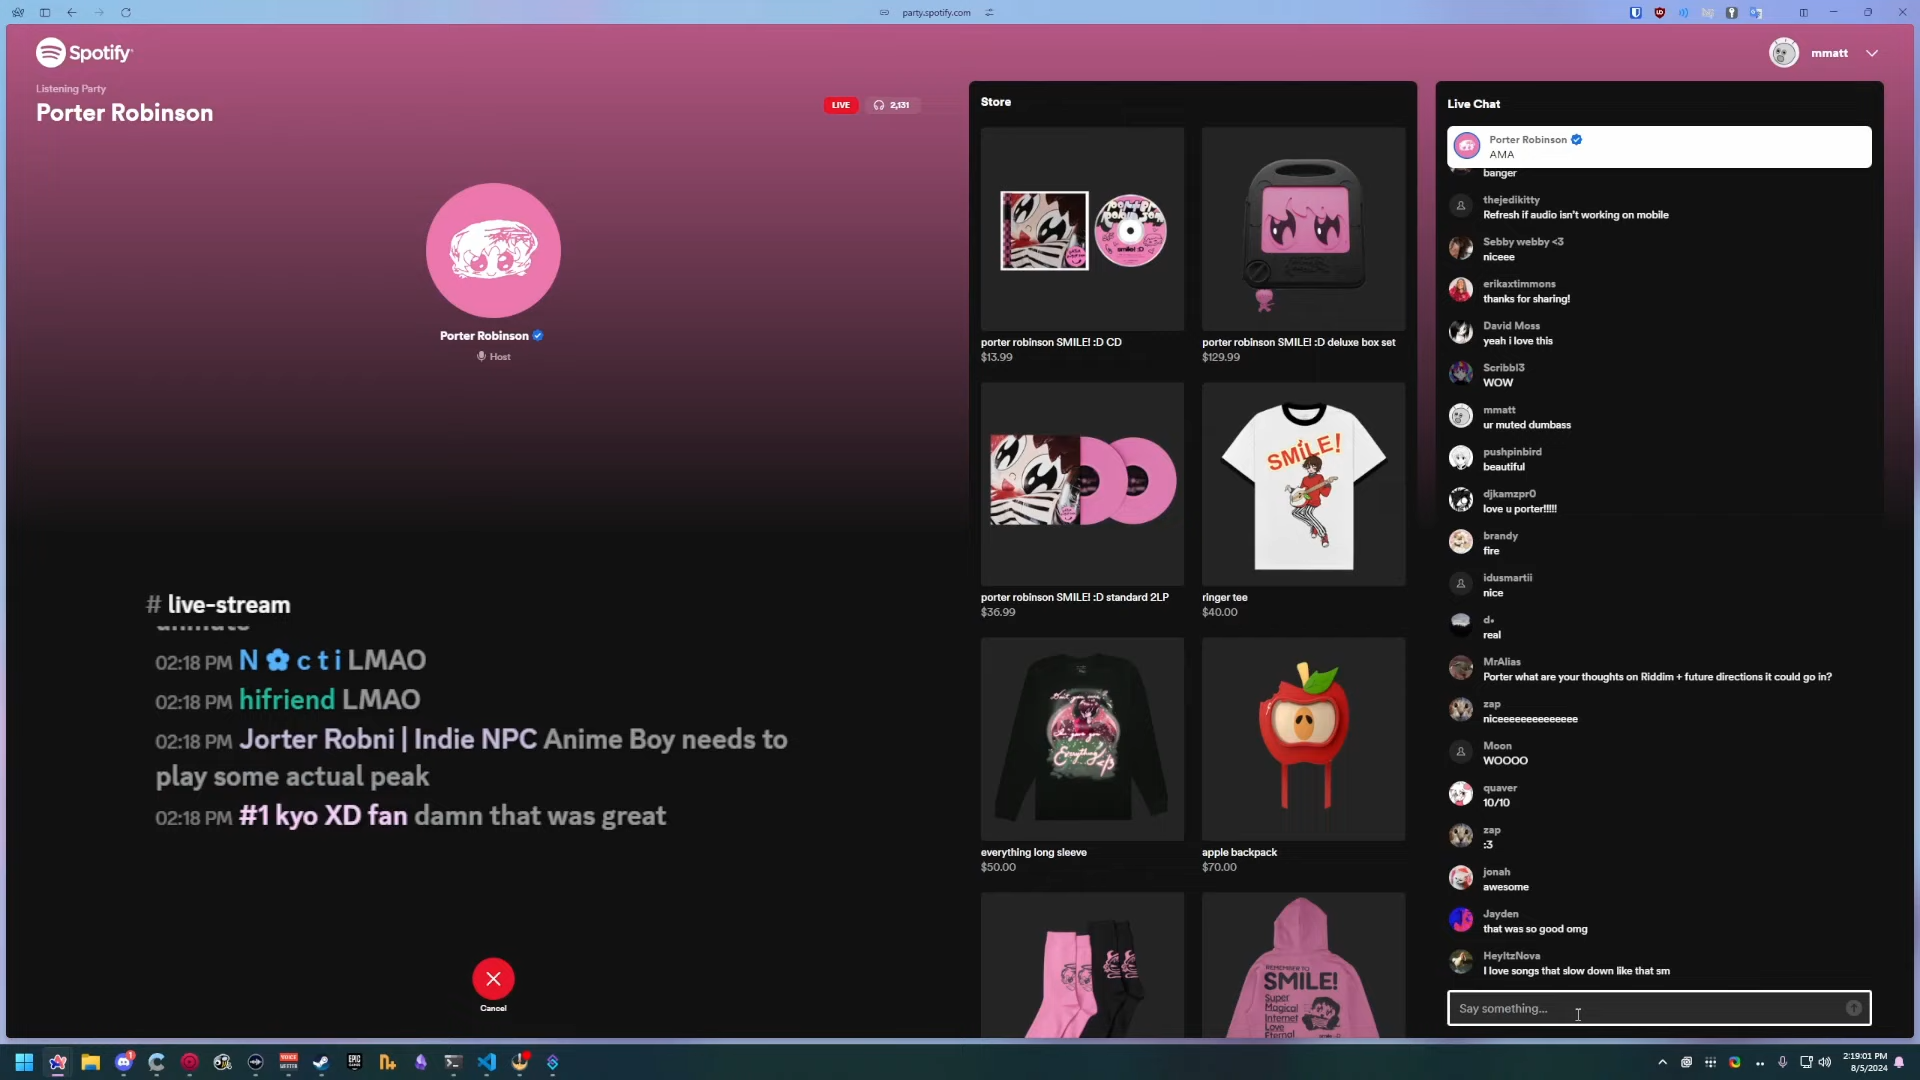 party.spotify.com
Spotify
mmatt
Listening Party
Porter Robinson
LIVE
2,131
Porter Robinson
Host
# live-stream
02:18 PM N ✿ c t i LMAO
02:18 PM hifriend LMAO
02:18 PM Jorter Robni | Indie NPC Anime Boy needs to
play some actual peak
02:18 PM #1 kyo XD fan damn that was great
Cancel
Store
porter robinson SMILE! :D CD
$13.99
porter robinson SMILE! :D deluxe box set
$129.99
SMiLE!
porter robinson SMILE! :D standard 2LP
$36.99
ringer tee
$40.00
everything long sleeve
$50.00
apple backpack
$70.00
REMEMBER TO
SMILE!
Super
Magical
Internet
Love
Eternal
Live Chat
Porter Robinson
AMA
banger
thejedikitty
Refresh if audio isn't working on mobile
Sebby webby <3
niceee
erikaxtimmons
thanks for sharing!
David Moss
yeah i love this
Scribbl3
WOW
mmatt
ur muted dumbass
pushpinbird
beautiful
djkamzpr0
love u porter!!!!!
brandy
fire
idusmartii
nice
d•
real
MrAlias
Porter what are your thoughts on Riddim + future directions it could go in?
zap
niceeeeeeeeeeeeee
Moon
WOOOO
quaver
10/10
zap
:3
jonah
awesome
Jayden
that was so good omg
HeyItzNova
I love songs that slow down like that sm
Say something...
2:19:01 PM
8/5/2024